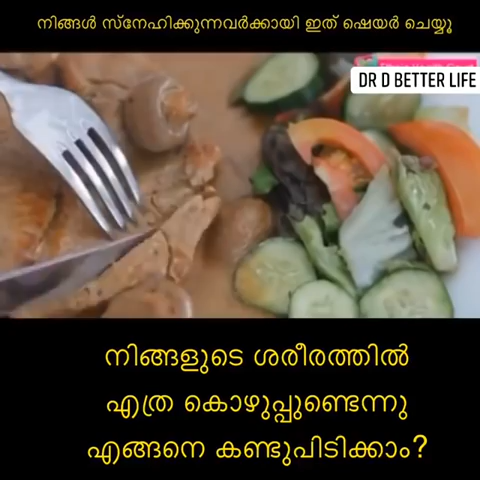 നിങ്ങൾ സ്നേഹിക്കുന്നവർക്കായി ഇത് ഷെയർ ചെയ്യൂ
DR D BETTER LIFE
നിങ്ങളുടെ ശരീരത്തിൽ
എത്ര കൊഴുപ്പുണ്ടെന്നു
എങ്ങനെ കണ്ടുപിടിക്കാം?